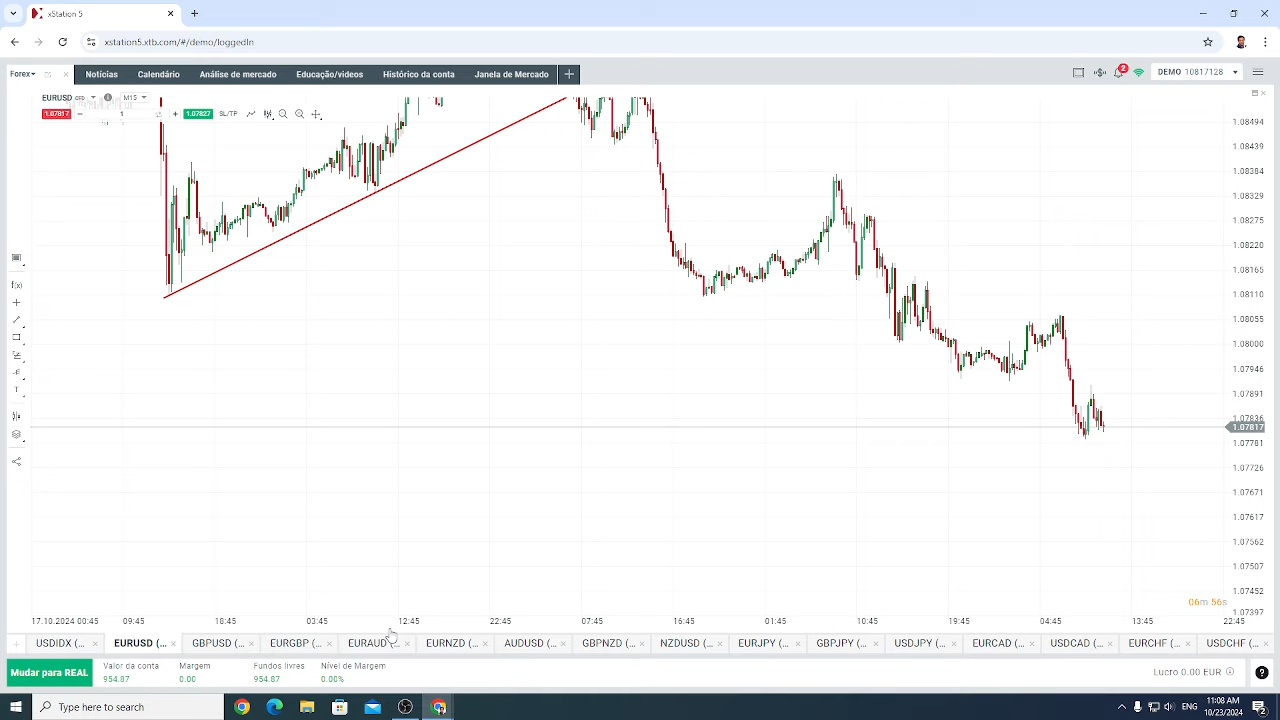 xStation 5
xstation5.xtb.com/#/demo/loggedIn
Forex Notícias Calendário Análise de mercado Educação/vídeos Histórico da conta Janela de Mercado
2
DEMO 10817128
EURUSD CFD M15
1.07817 1 1.07827 SL/TP
1.08494
1.08439
1.08384
1.08329
1.08275
1.08220
1.08165
1.08110
1.08055
1.08000
1.07946
1.07891
1.07836
1.07817
1.07781
1.07726
1.07671
1.07617
1.07562
1.07507
1.07452
1.07397
f(x)
T
06m 56s
17.10.2024 00:45 09:45 18:45 03:45 12:45 22:45 07:45 16:45 01:45 10:45 19:45 04:45 13:45 22:45
USDIDX (... EURUSD (... GBPUSD (... EURGBP (... EURAUD (... EURNZD (... AUDUSD (... GBPNZD (... NZDUSD (... EURJPY (... GBPJPY (... USDJPY (... EURCAD (... USDCAD (... EURCHF (... USDCHF (...
Mudar para REAL
Valor da conta Margem Fundos livres Nível de Margem
954.87 0.00 954.87 0.00%
Lucro 0.00 EUR
Type here to search
11:08 AM
10/23/2024
2